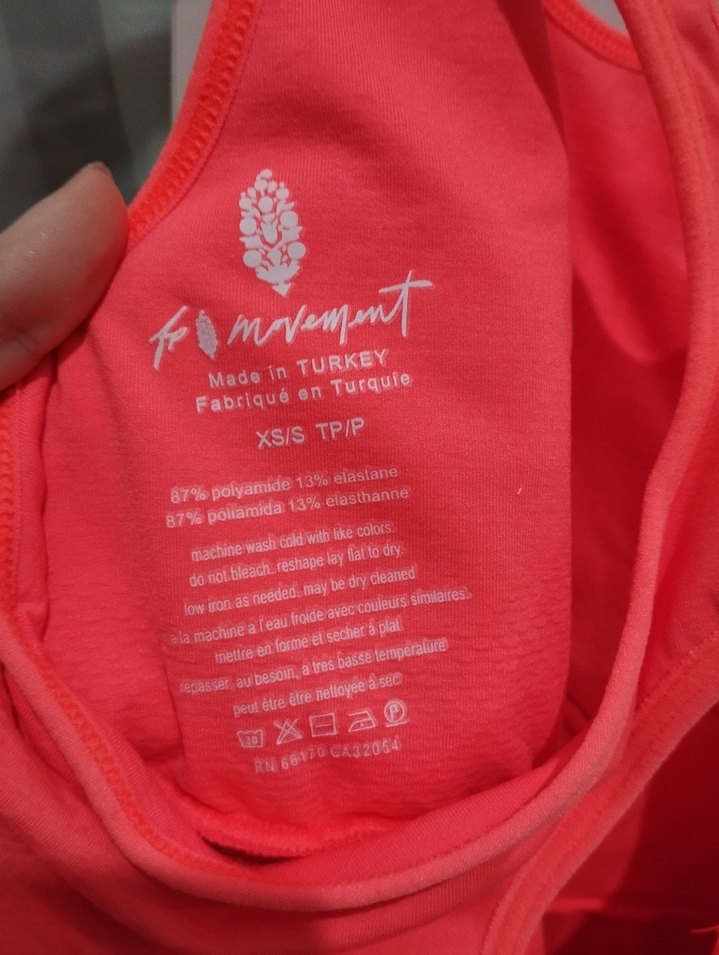 fp movement
Made in TURKEY
Fabriqué en Turquie
XS/S TP/P
87% polyamide 13% elastane
87% poliamida 13% elasthanne
machine wash cold with like colors.
do not bleach. reshape lay flat to dry.
low iron as needed. may be dry cleaned
a la machine à l'eau froide avec couleurs similaires.
mettre en forme et secher à plat
repasser, au besoin, à tres basse température
peut être être nettoyée à sec
30 P
RN 66170 CA32054